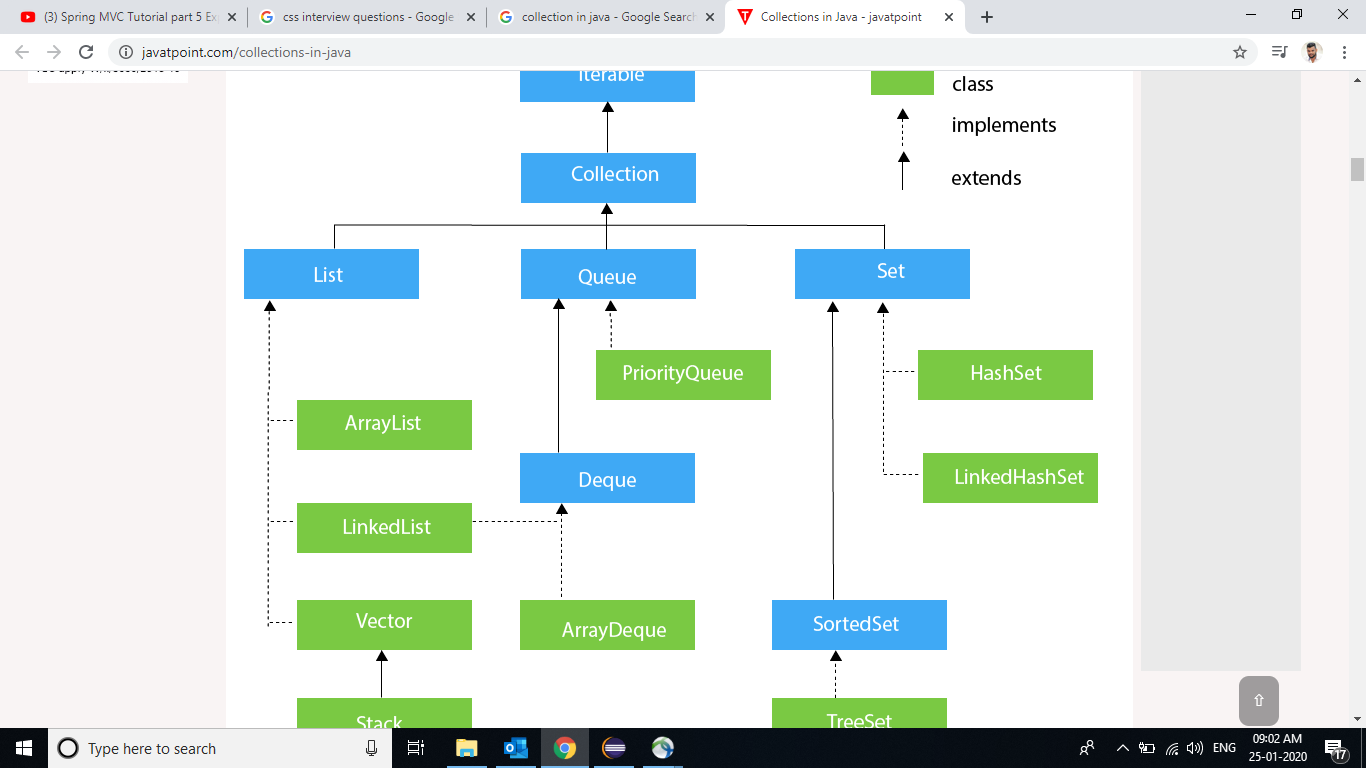 (3) Spring MVC Tutorial part 5 Ex
css interview questions - Google
collection in java - Google Search
Collections in Java - javatpoint
javatpoint.com/collections-in-java
Iterable
class
implements
Collection
extends
List
Queue
Set
PriorityQueue
HashSet
ArrayList
Deque
LinkedHashSet
LinkedList
Vector
ArrayDeque
SortedSet
Stack
TreeSet
Type here to search
ENG
09:02 AM
25-01-2020
17